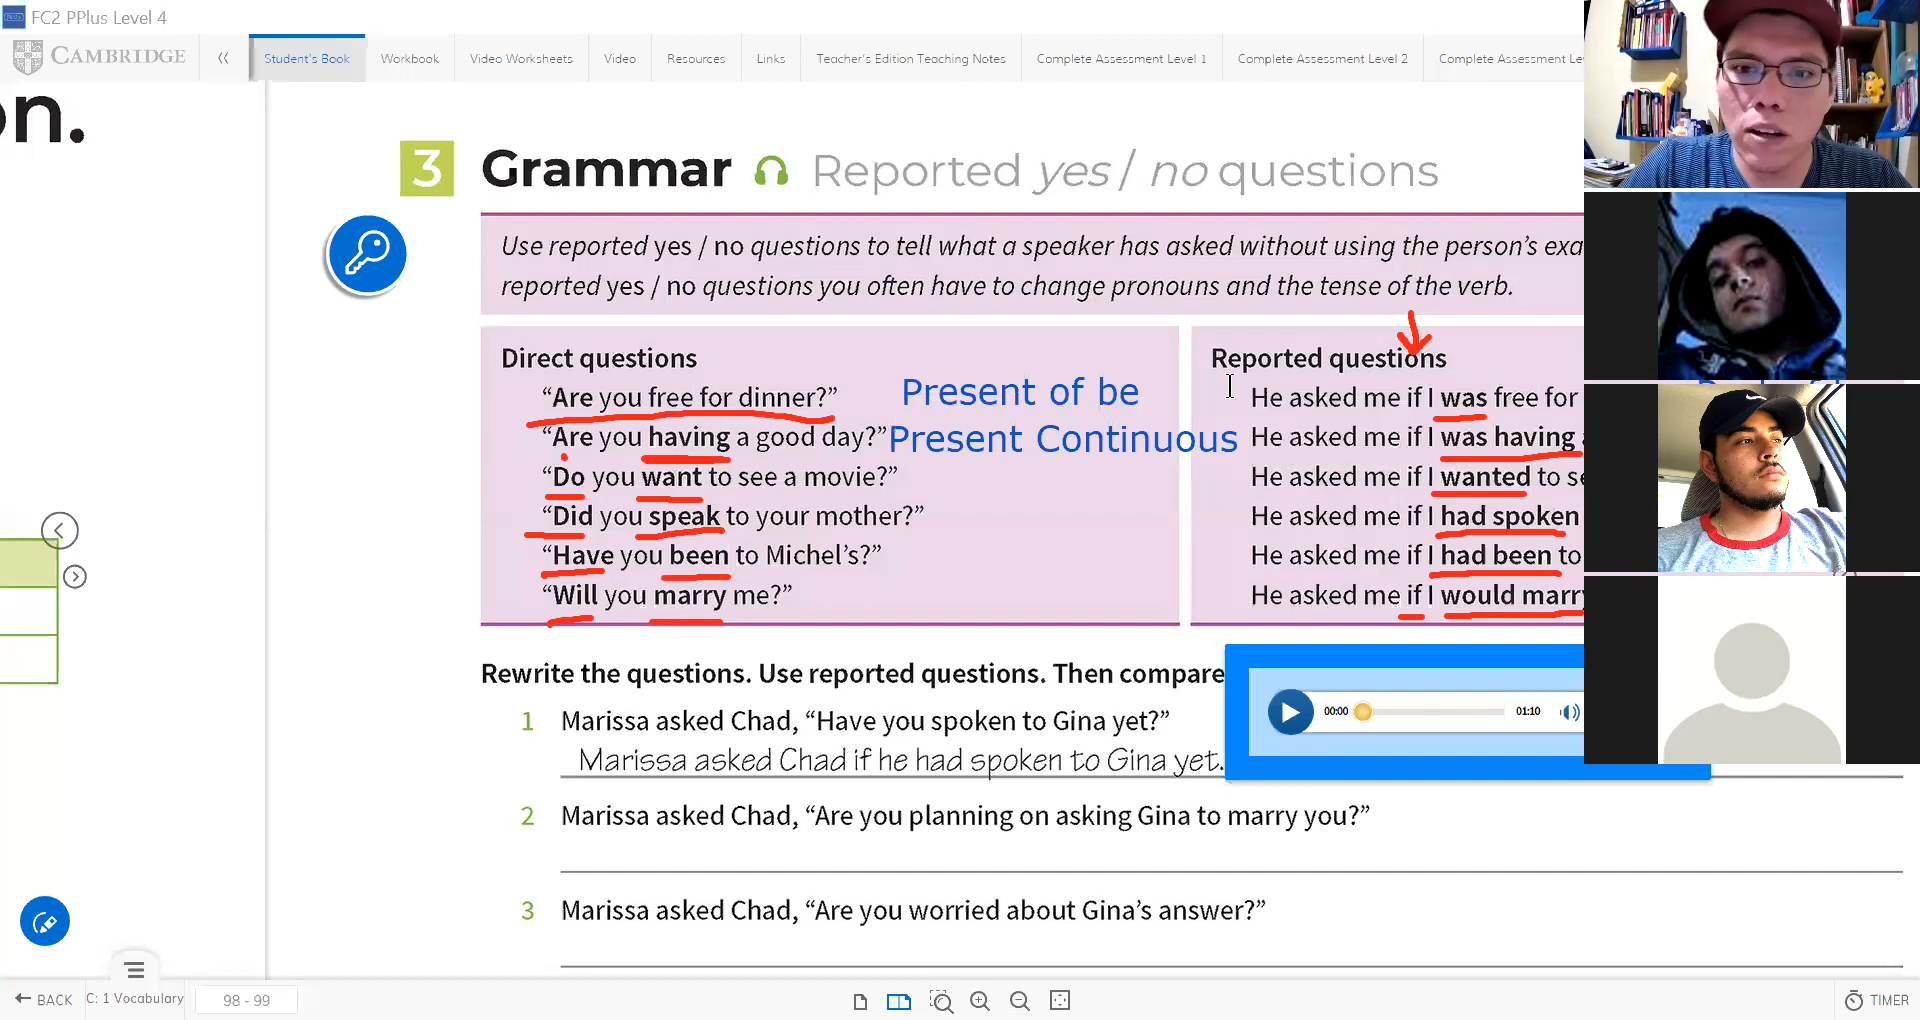 FC2 PPlus Level 4
CAMBRIDGE
Student's Book
Workbook
Video Worksheets
Video
Resources
Links
Teacher's Edition Teaching Notes
Complete Assessment Level 1
Complete Assessment Level 2
Complete Assessment Le
on.
3 Grammar Reported yes / no questions
Use reported yes / no questions to tell what a speaker has asked without using the person's exa
reported yes / no questions you often have to change pronouns and the tense of the verb.
Direct questions
"Are you free for dinner?"
"Are you having a good day?"
"Do you want to see a movie?"
"Did you speak to your mother?"
"Have you been to Michel's?"
"Will you marry me?"
Present of be
Present Continuous
Reported questions
He asked me if I was free for
He asked me if I was having
He asked me if I wanted to se
He asked me if I had spoken
He asked me if I had been to
He asked me if I would marry
Rewrite the questions. Use reported questions. Then compare
1 Marissa asked Chad, "Have you spoken to Gina yet?"
Marissa asked Chad if he had spoken to Gina yet.
00:00
01:10
2 Marissa asked Chad, "Are you planning on asking Gina to marry you?"
3 Marissa asked Chad, "Are you worried about Gina's answer?"
BACK
C: 1 Vocabulary
98 - 99
TIMER